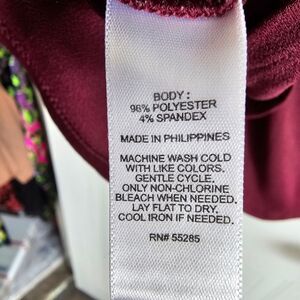 BODY:
96% POLYESTER
4% SPANDEX
MADE IN PHILIPPINES
MACHINE WASH COLD
WITH LIKE COLORS.
GENTLE CYCLE.
ONLY NON-CHLORINE
BLEACH WHEN NEEDED.
LAY FLAT TO DRY.
COOL IRON IF NEEDED.
RN# 55285